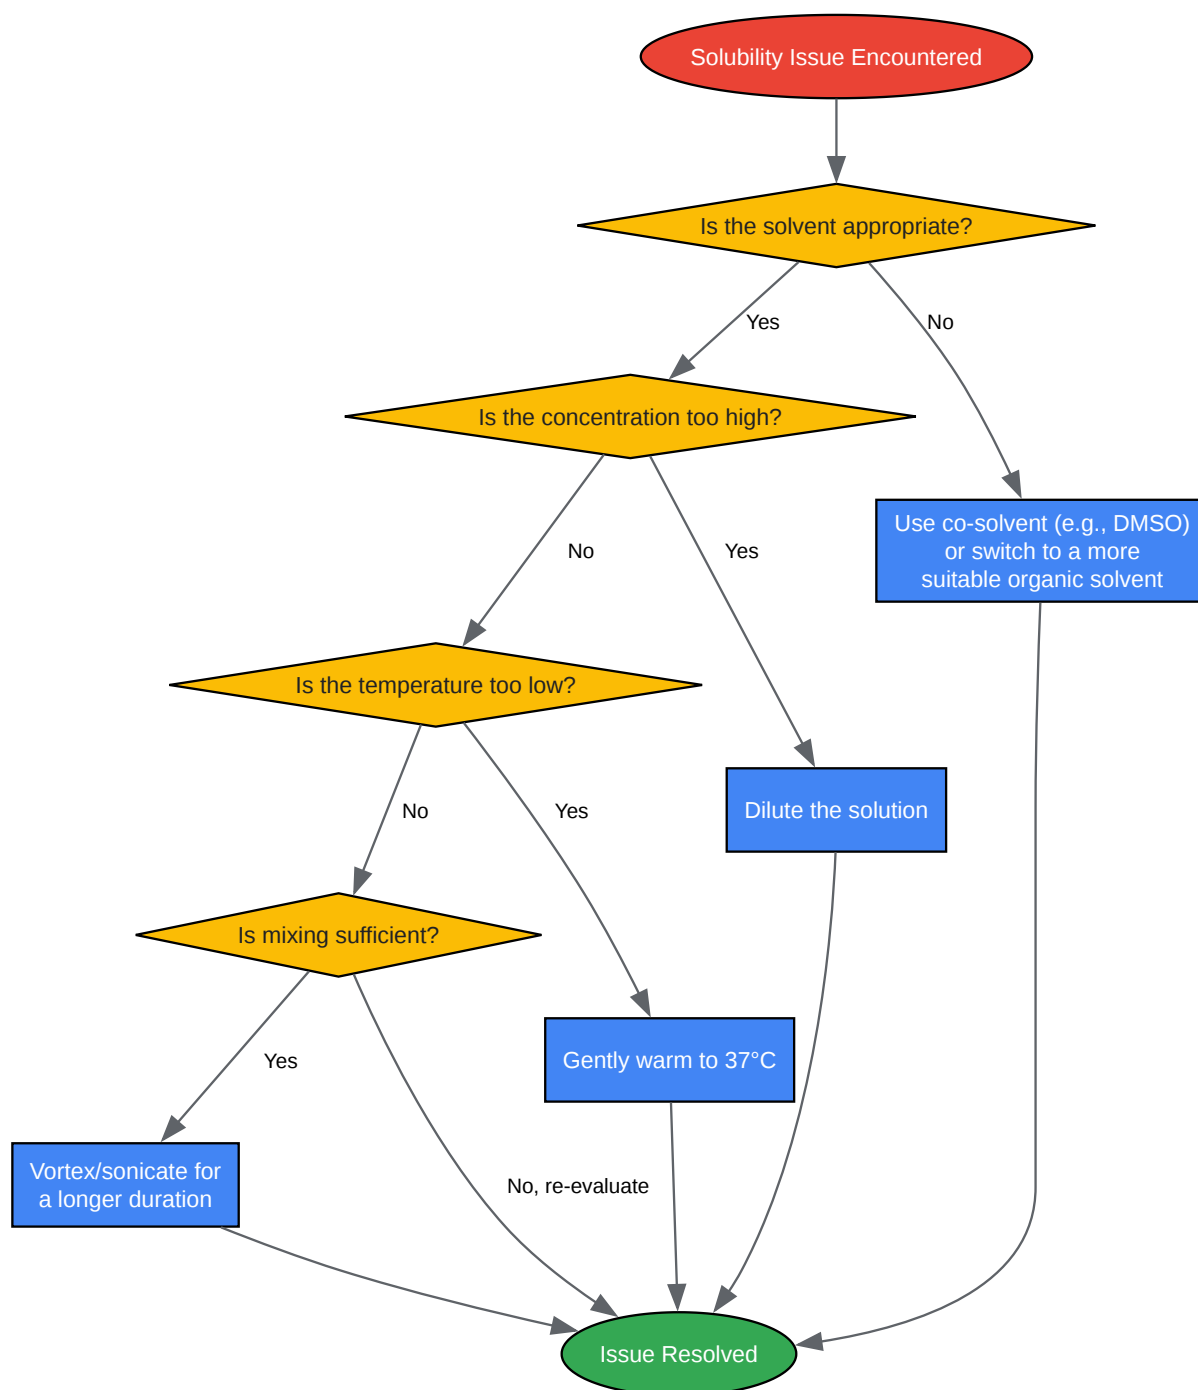 Solubility Issue Encountered
Is the solvent appropriate?
Yes
No
Is the concentration too high?
Use co-solvent (e.g., DMSO)
or switch to a more
suitable organic solvent
No
Yes
Is the temperature too low?
Dilute the solution
No
Yes
Is mixing sufficient?
Gently warm to 37°C
Yes
Vortex/sonicate for
a longer duration
No, re-evaluate
Issue Resolved